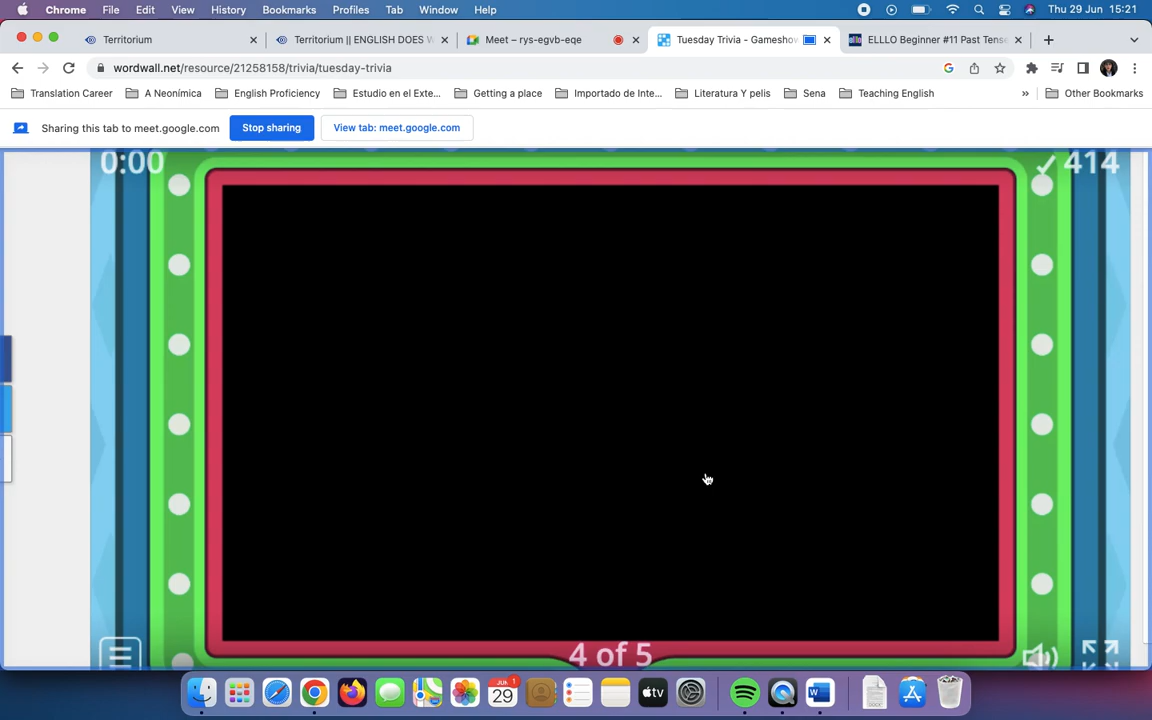 Chrome File Edit View History Bookmarks Profiles Tab Window Help Thu 29 Jun 15:21
Territorium Territorium || ENGLISH DOES W Meet – rys-egvb-eqe Tuesday Trivia - Gamesho ELLLO Beginner #11 Past Tense
wordwall.net/resource/21258158/trivia/tuesday-trivia
Translation Career A Neonímica English Proficiency Estudio en el Exte... Getting a place Importado de Inte... Literatura Y pelis Sena Teaching English » Other Bookmarks
Sharing this tab to meet.google.com Stop sharing View tab: meet.google.com
0:00 ✓ 414
4 of 5
JUN 1
29
tv